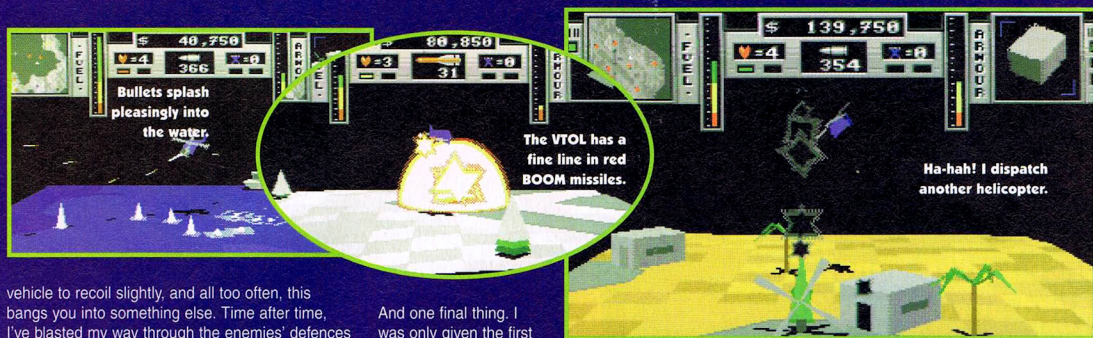 $ 40,750
-FUEL-
ARM
=4
366
=0
Bullets splash
pleasingly into
the water.
80,850
=3
31
=0
The VTOL has a
fine line in red
BOOM missiles.
$ 139,750
-FUEL-
ARMOUR
=4
354
=0
Ha-hah! I dispatch
another helicopter.
vehicle to recoil slightly, and all too often, this
bangs you into something else. Time after time,
I've blasted my way through the enemies' defences
And one final thing. I
was only given the first